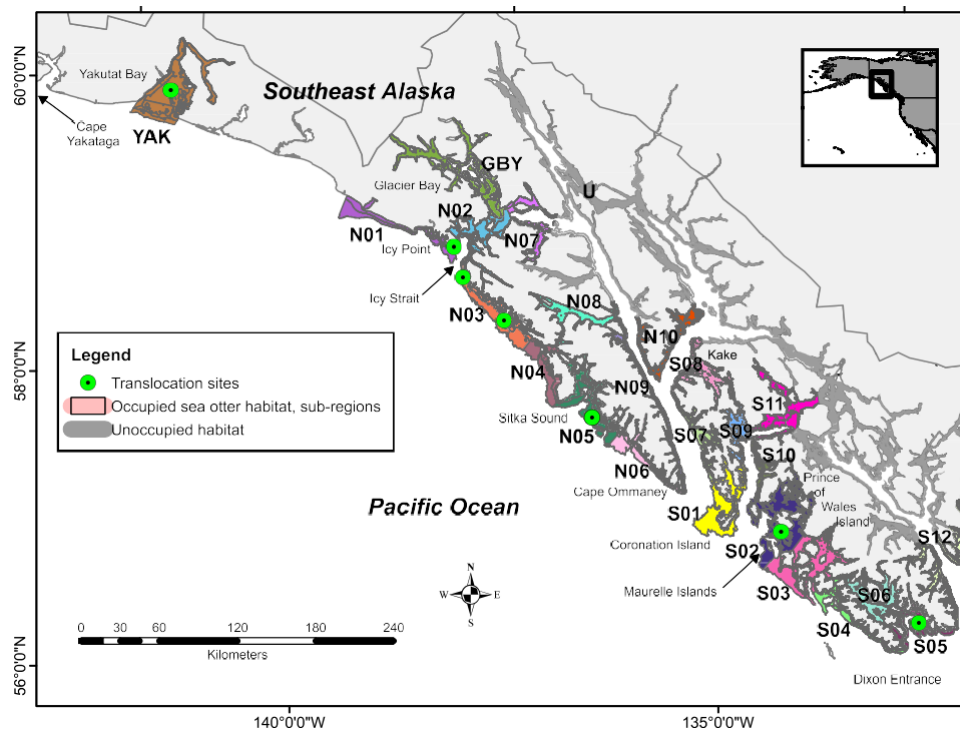 60°0'0"N
58°0'0"N
56°0'0"N
140°0'0"W
135°0'0"W
Yakutat Bay
Southeast Alaska
Cape
Yakataga
YAK
GBY
Glacier Bay
U
N02
N01
N07
Icy Point
Icy Strait
N08
N03
N10
Legend
Translocation sites
Occupied sea otter habitat, sub-regions
Unoccupied habitat
S08
Kake
N04
N09
S11
Sitka Sound
N05
S07
S09
S10
N06
Prince
of
Wales
Island
Cape Ommaney
Pacific Ocean
S01
S12
Coronation Island
S02
Maurelle Islands
S03
S06
S04
S05
Dixon Entrance
N
W
E
S
0
30
60
120
180
240
Kilometers